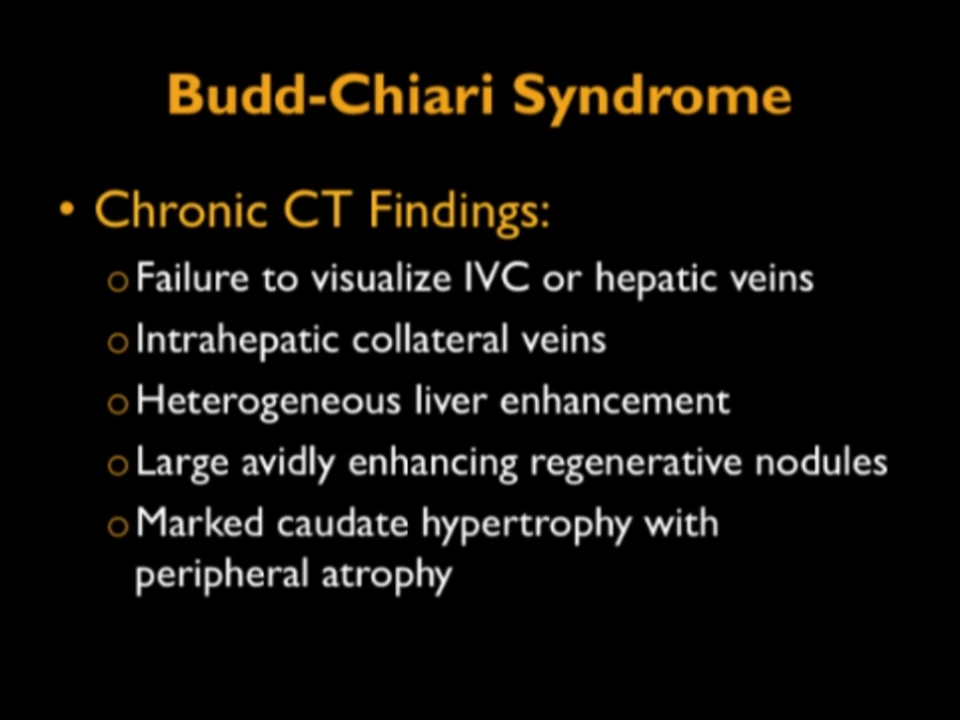 Budd-Chiari Syndrome
• Chronic CT Findings:
o Failure to visualize IVC or hepatic veins
o Intrahepatic collateral veins
o Heterogeneous liver enhancement
o Large avidly enhancing regenerative nodules
o Marked caudate hypertrophy with
peripheral atrophy